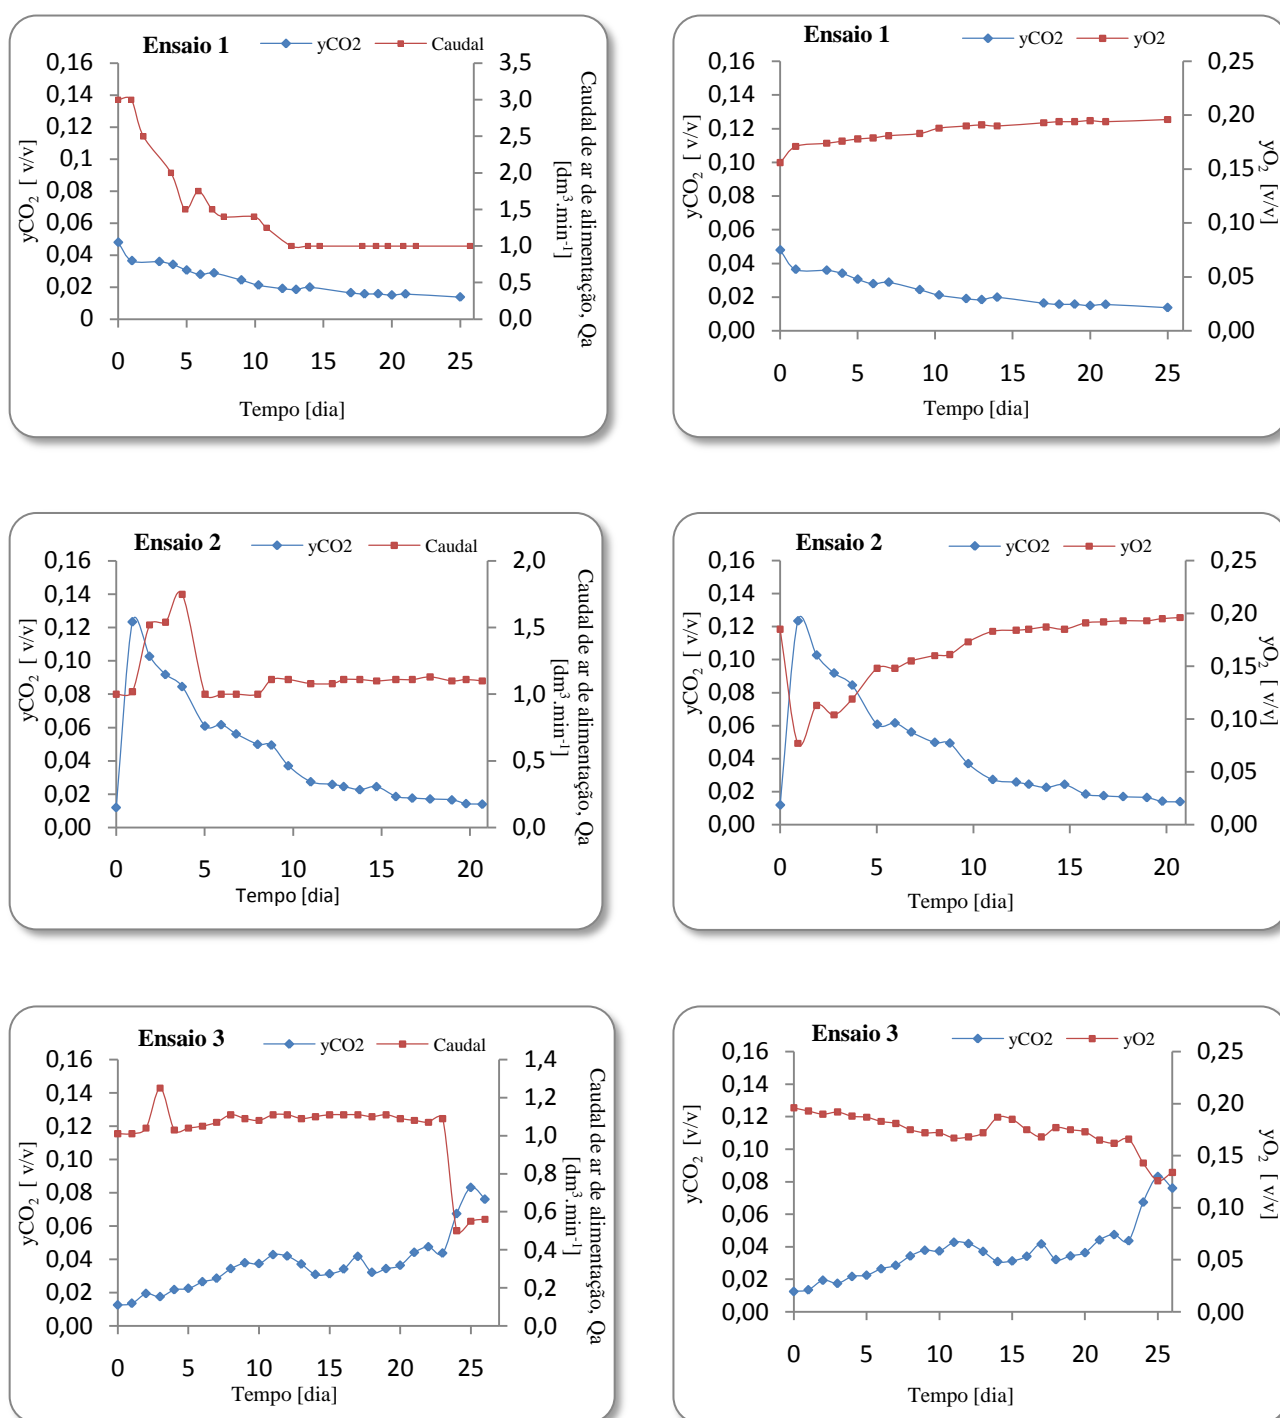 Ensaio 1
yCO2
Caudal
0,16
0,14
0,12
0,1
0,08
0,06
0,04
0,02
0
3,5
3,0
2,5
2,0
1,5
1,0
0,5
0,0
yCO2 [ v/v]
Caudal de ar de alimentação, Qa
[dm3.min-1]
0 5 10 15 20 25
Tempo [dia]
Ensaio 1
yCO2
yO2
0,16
0,14
0,12
0,10
0,08
0,06
0,04
0,02
0,00
0,25
0,20
0,15
0,10
0,05
0,00
yCO2 [ v/v]
yO2 [v/v]
0 5 10 15 20 25
Tempo [dia]
Ensaio 2
yCO2
Caudal
0,16
0,14
0,12
0,10
0,08
0,06
0,04
0,02
0,00
2,0
1,5
1,0
0,5
0,0
yCO2 [ v/v]
Caudal de ar de alimentação, Qa
[dm3.min-1]
0 5 10 15 20
Tempo [dia]
Ensaio 2
yCO2
yO2
0,16
0,14
0,12
0,10
0,08
0,06
0,04
0,02
0,00
0,25
0,20
0,15
0,10
0,05
0,00
yCO2 [ v/v]
yO2 [ v/v]
0 5 10 15 20
Tempo [dia]
Ensaio 3
yCO2
Caudal
0,16
0,14
0,12
0,10
0,08
0,06
0,04
0,02
0,00
1,4
1,2
1,0
0,8
0,6
0,4
0,2
0,0
yCO2 [ v/v]
Caudal de ar de alimentação, Qa
[dm3.min-1]
0 5 10 15 20 25
Tempo [dia]
Ensaio 3
yCO2
yO2
0,16
0,14
0,12
0,10
0,08
0,06
0,04
0,02
0,00
0,25
0,20
0,15
0,10
0,05
0,00
yCO2 [ v/v]
yO2 [ v/v]
0 5 10 15 20 25
Tempo [dia]